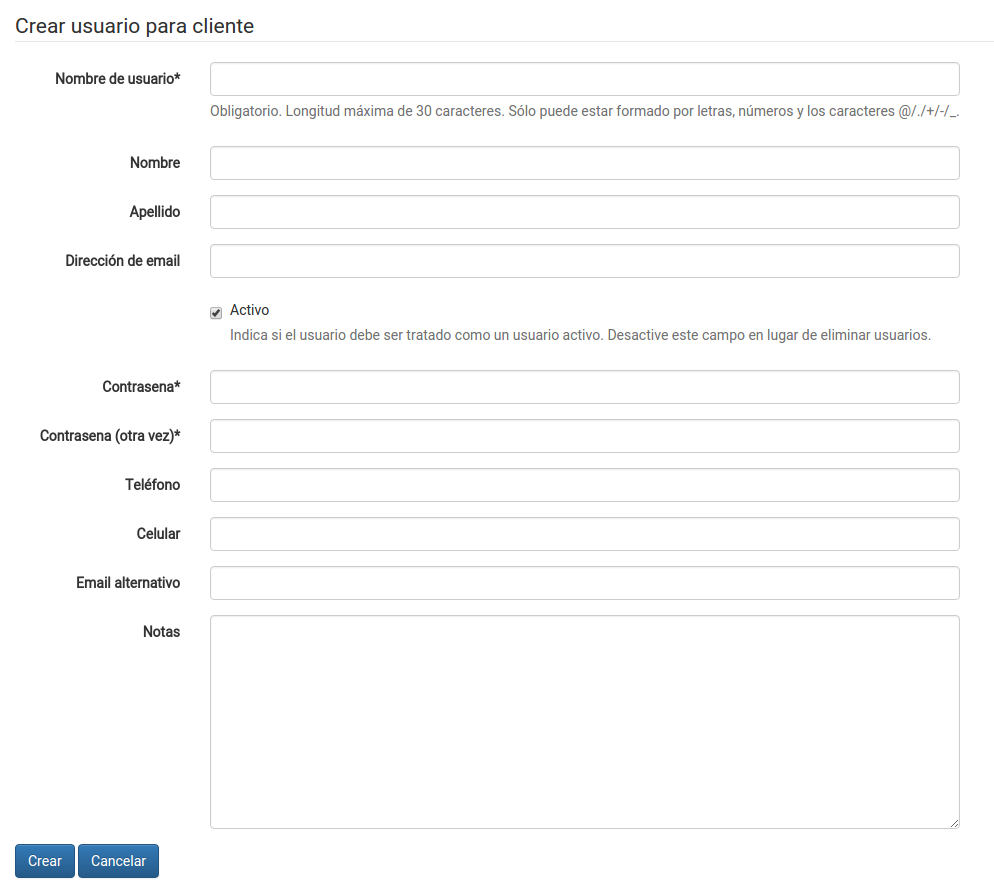 Crear usuario para cliente
Nombre de usuario*
Obligatorio. Longitud máxima de 30 caracteres. Sólo puede estar formado por letras, números y los caracteres @/./+/-/_.
Nombre
Apellido
Dirección de email
Activo
Indica si el usuario debe ser tratado como un usuario activo. Desactive este campo en lugar de eliminar usuarios.
Contrasena*
Contrasena (otra vez)*
Teléfono
Celular
Email alternativo
Notas
Crear Cancelar